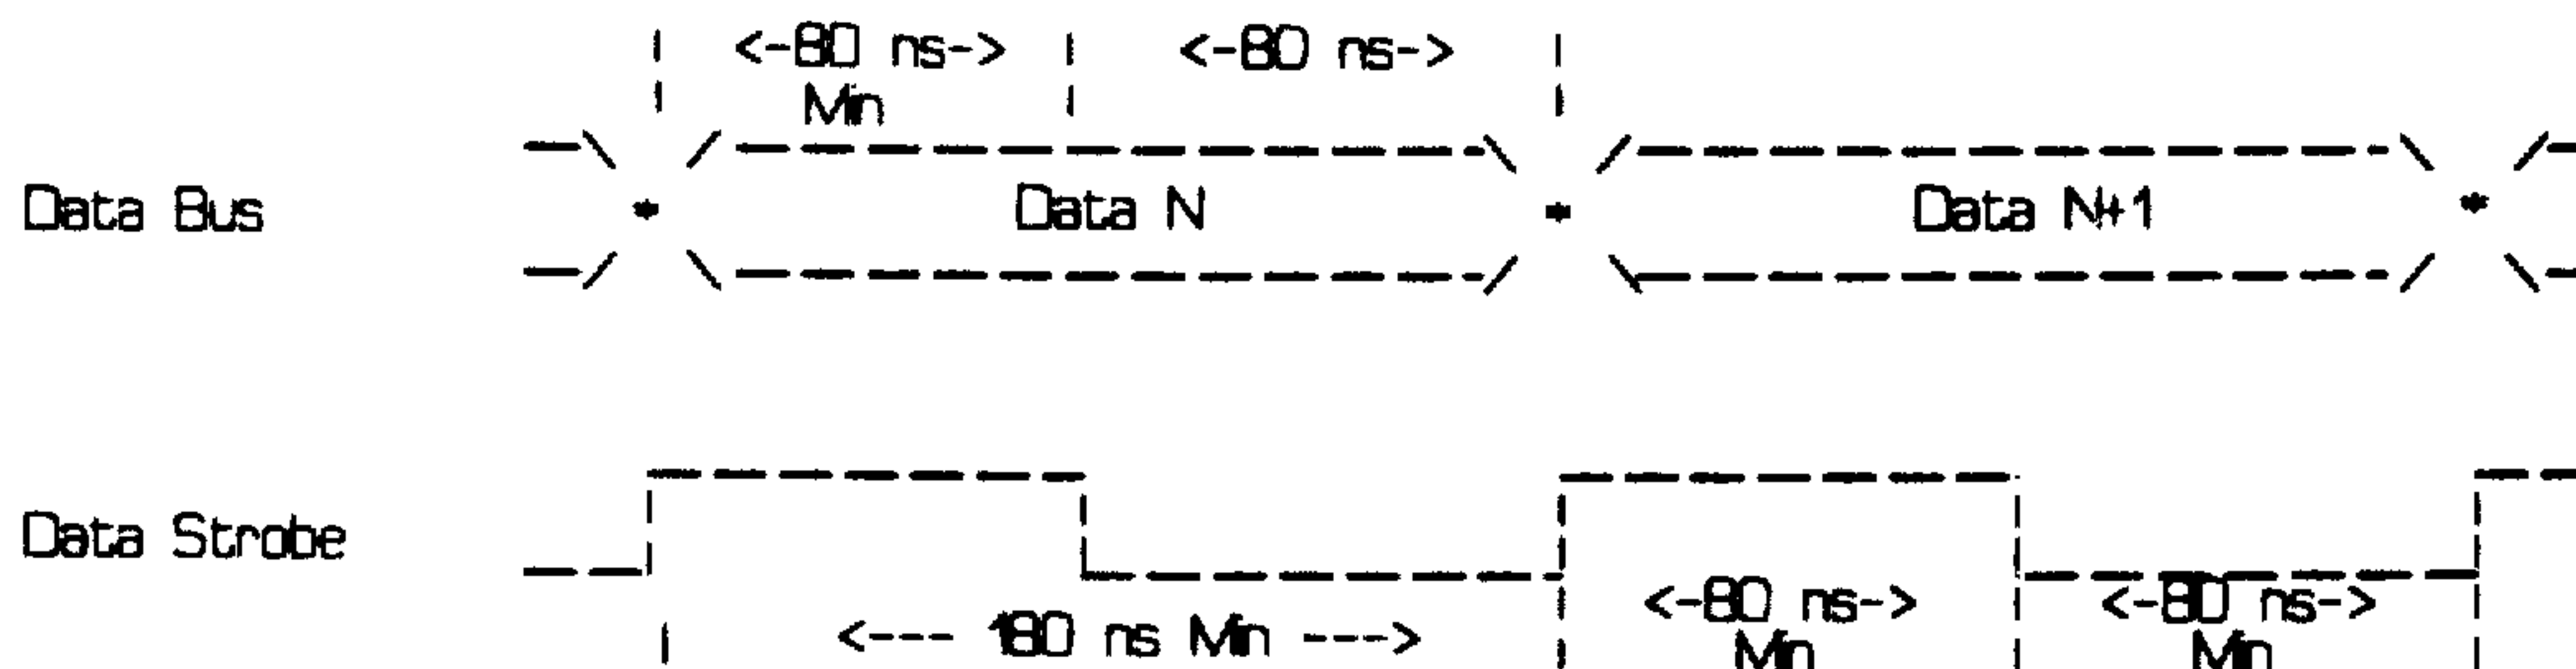 <-80 ns-> <-80 ns->
Min
Data Bus * Data N * Data N+1 *
Data Strobe
<--- 180 ns Min ---> <-80 ns-> <-80 ns->
Min Min